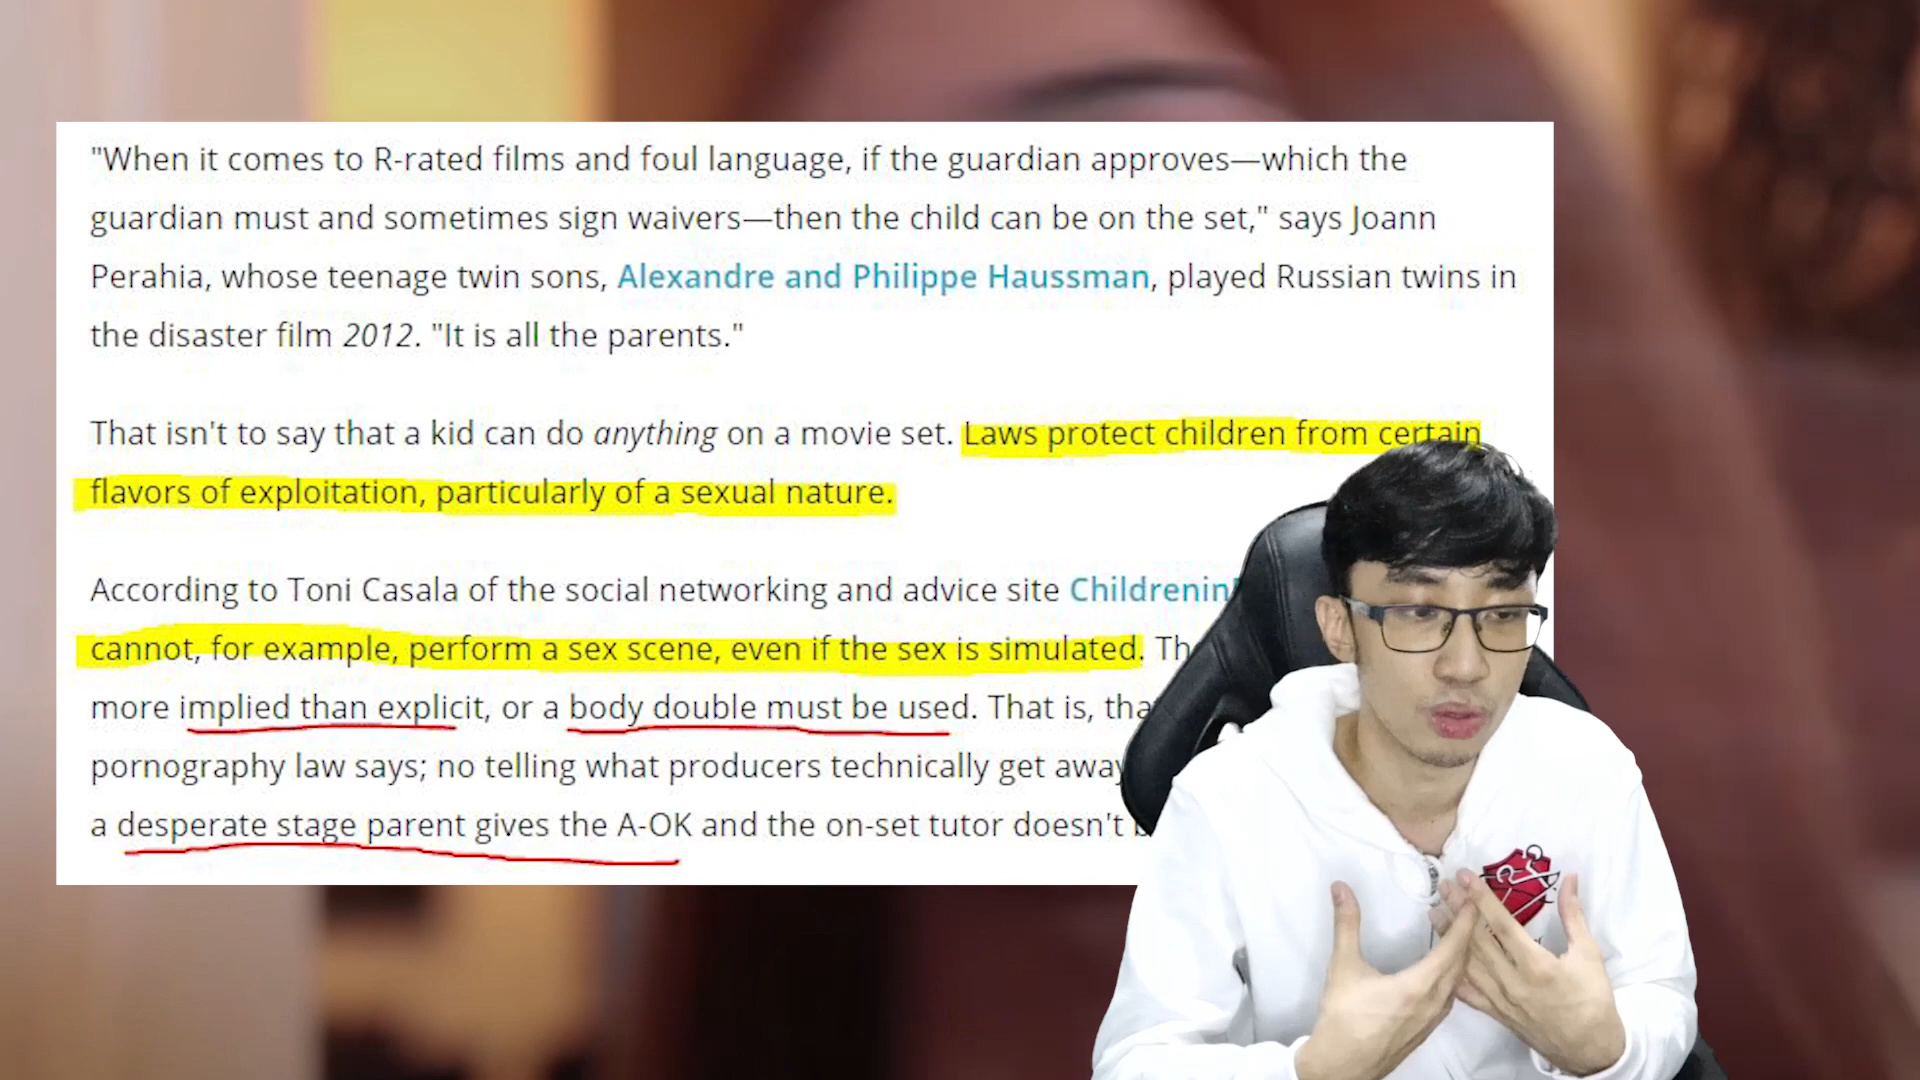 "When it comes to R-rated films and foul language, if the guardian approves—which the
guardian must and sometimes sign waivers—then the child can be on the set," says Joann
Perahia, whose teenage twin sons, Alexandre and Philippe Haussman, played Russian twins in
the disaster film 2012. "It is all the parents."
That isn't to say that a kid can do anything on a movie set. Laws protect children from certain
flavors of exploitation, particularly of a sexual nature.
According to Toni Casala of the social networking and advice site
cannot, for example, perform a sex scene, even if the sex is simulated.
more implied than explicit, or a body double must be used. That is,
pornography law says; no telling what producers technically get away
a desperate stage parent gives the A-OK and the on-set tutor doesn't